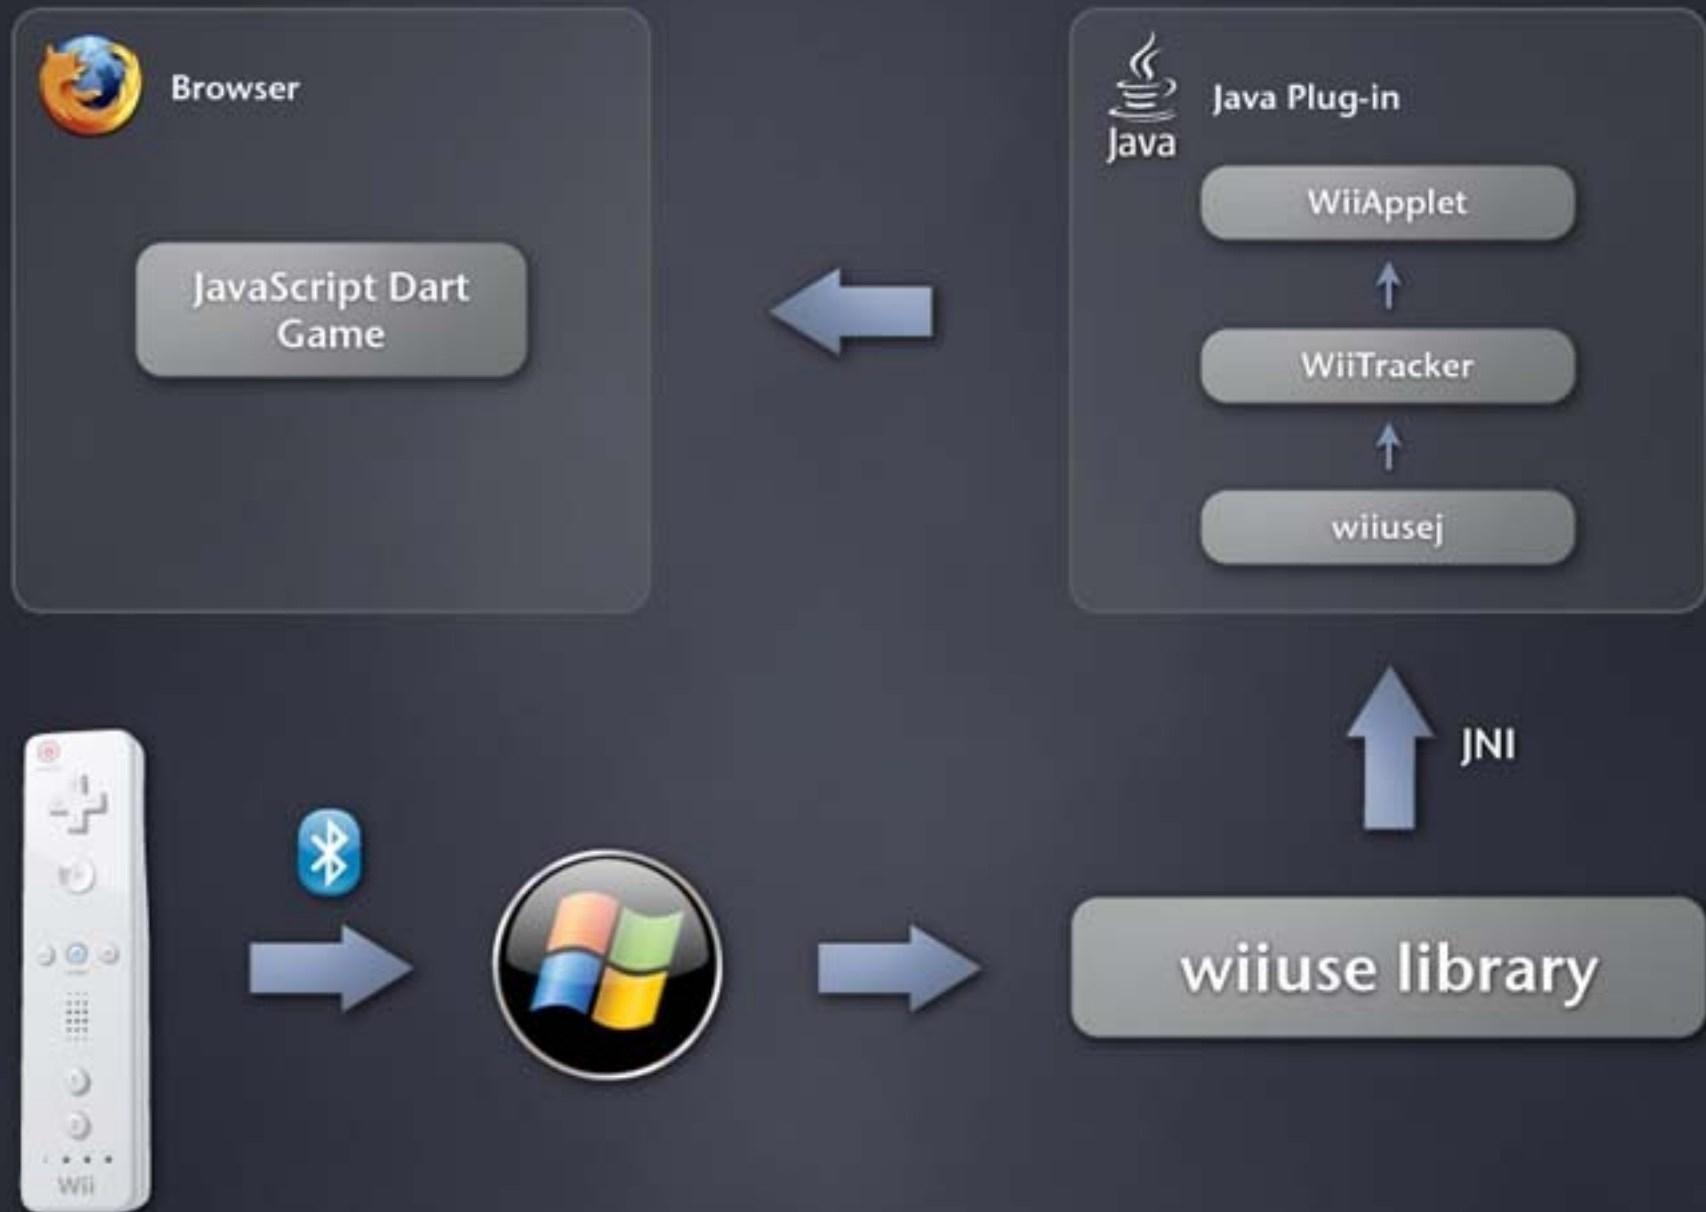 Browser
JavaScript Dart
Game
Java
Java Plug-in
WiiApplet
WiiTracker
wiiusej
JNI
wiiuse library
Wii